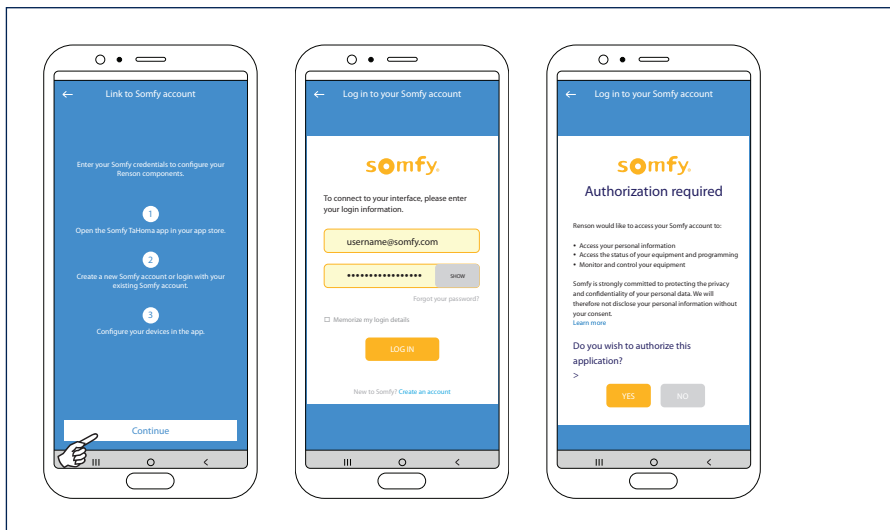 Link to Somfy account
Enter your Somfy credentials to configure your
Renson components.
1
Open the Somfy TaHoma app in your app store.
2
Create a new Somfy account or login with your
existing Somfy account.
3
Configure your devices in the app.
Continue
Log in to your Somfy account
somfy.
To connect to your interface, please enter
your login information.
username@somfy.com
•••••••••••••••••
SHOW
Forgot your password?
Memorize my login details
LOG IN
New to Somfy? Create an account
Log in to your Somfy account
somfy.
Authorization required
Renson would like to access your Somfy account to:
• Access your personal information
• Access the status of your equipment and programming
• Monitor and control your equipment
Somfy is strongly committed to protecting the privacy
and confidentiality of your personal data. We will
therefore not disclose your personal information without
your consent.
Learn more
Do you wish to authorize this
application?
>
YES
NO